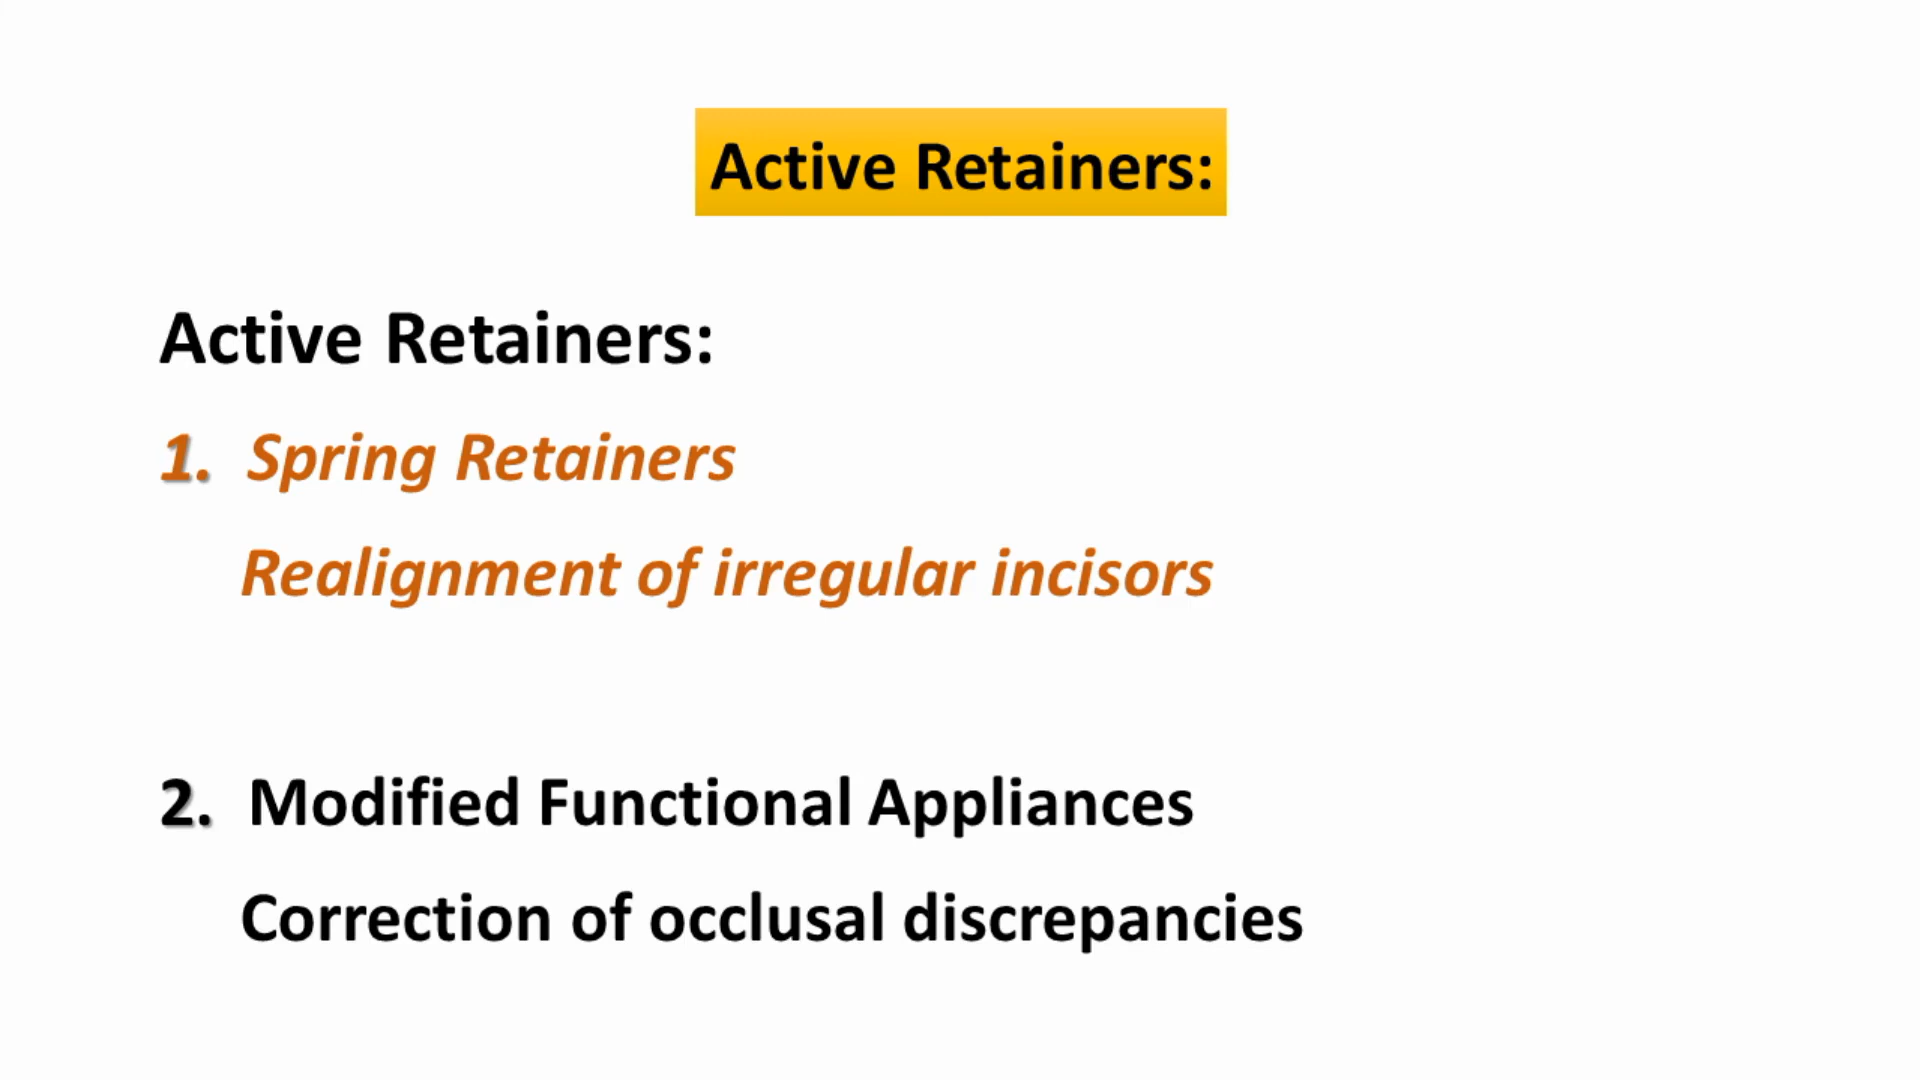 Active Retainers:
Active Retainers:
1. Spring Retainers
Realignment of irregular incisors
2. Modified Functional Appliances
Correction of occlusal discrepancies